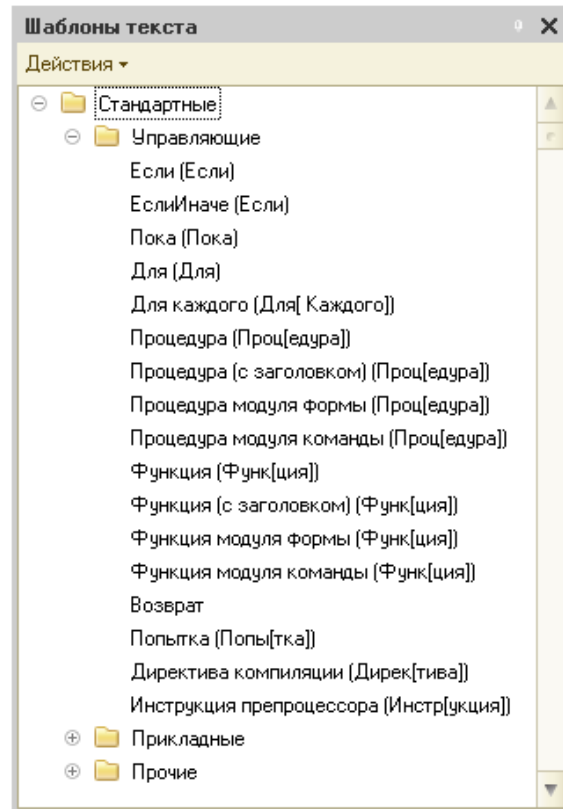 Шаблоны текста
Действия
Стандартные
Управляющие
Если (Если)
ЕслиИначе (Если)
Пока (Пока)
Для (Для)
Для каждого (Для[ Каждого])
Процедура (Проц[едура])
Процедура (с заголовком) (Проц[едура])
Процедура модуля формы (Проц[едура])
Процедура модуля команды (Проц[едура])
Функция (Функ[ция])
Функция (с заголовком) (Функ[ция])
Функция модуля формы (Функ[ция])
Функция модуля команды (Функ[ция])
Возврат
Попытка (Попы[тка])
Директива компиляции (Дирек[тива])
Инструкция препроцессора (Инстр[укция])
Прикладные
Прочие